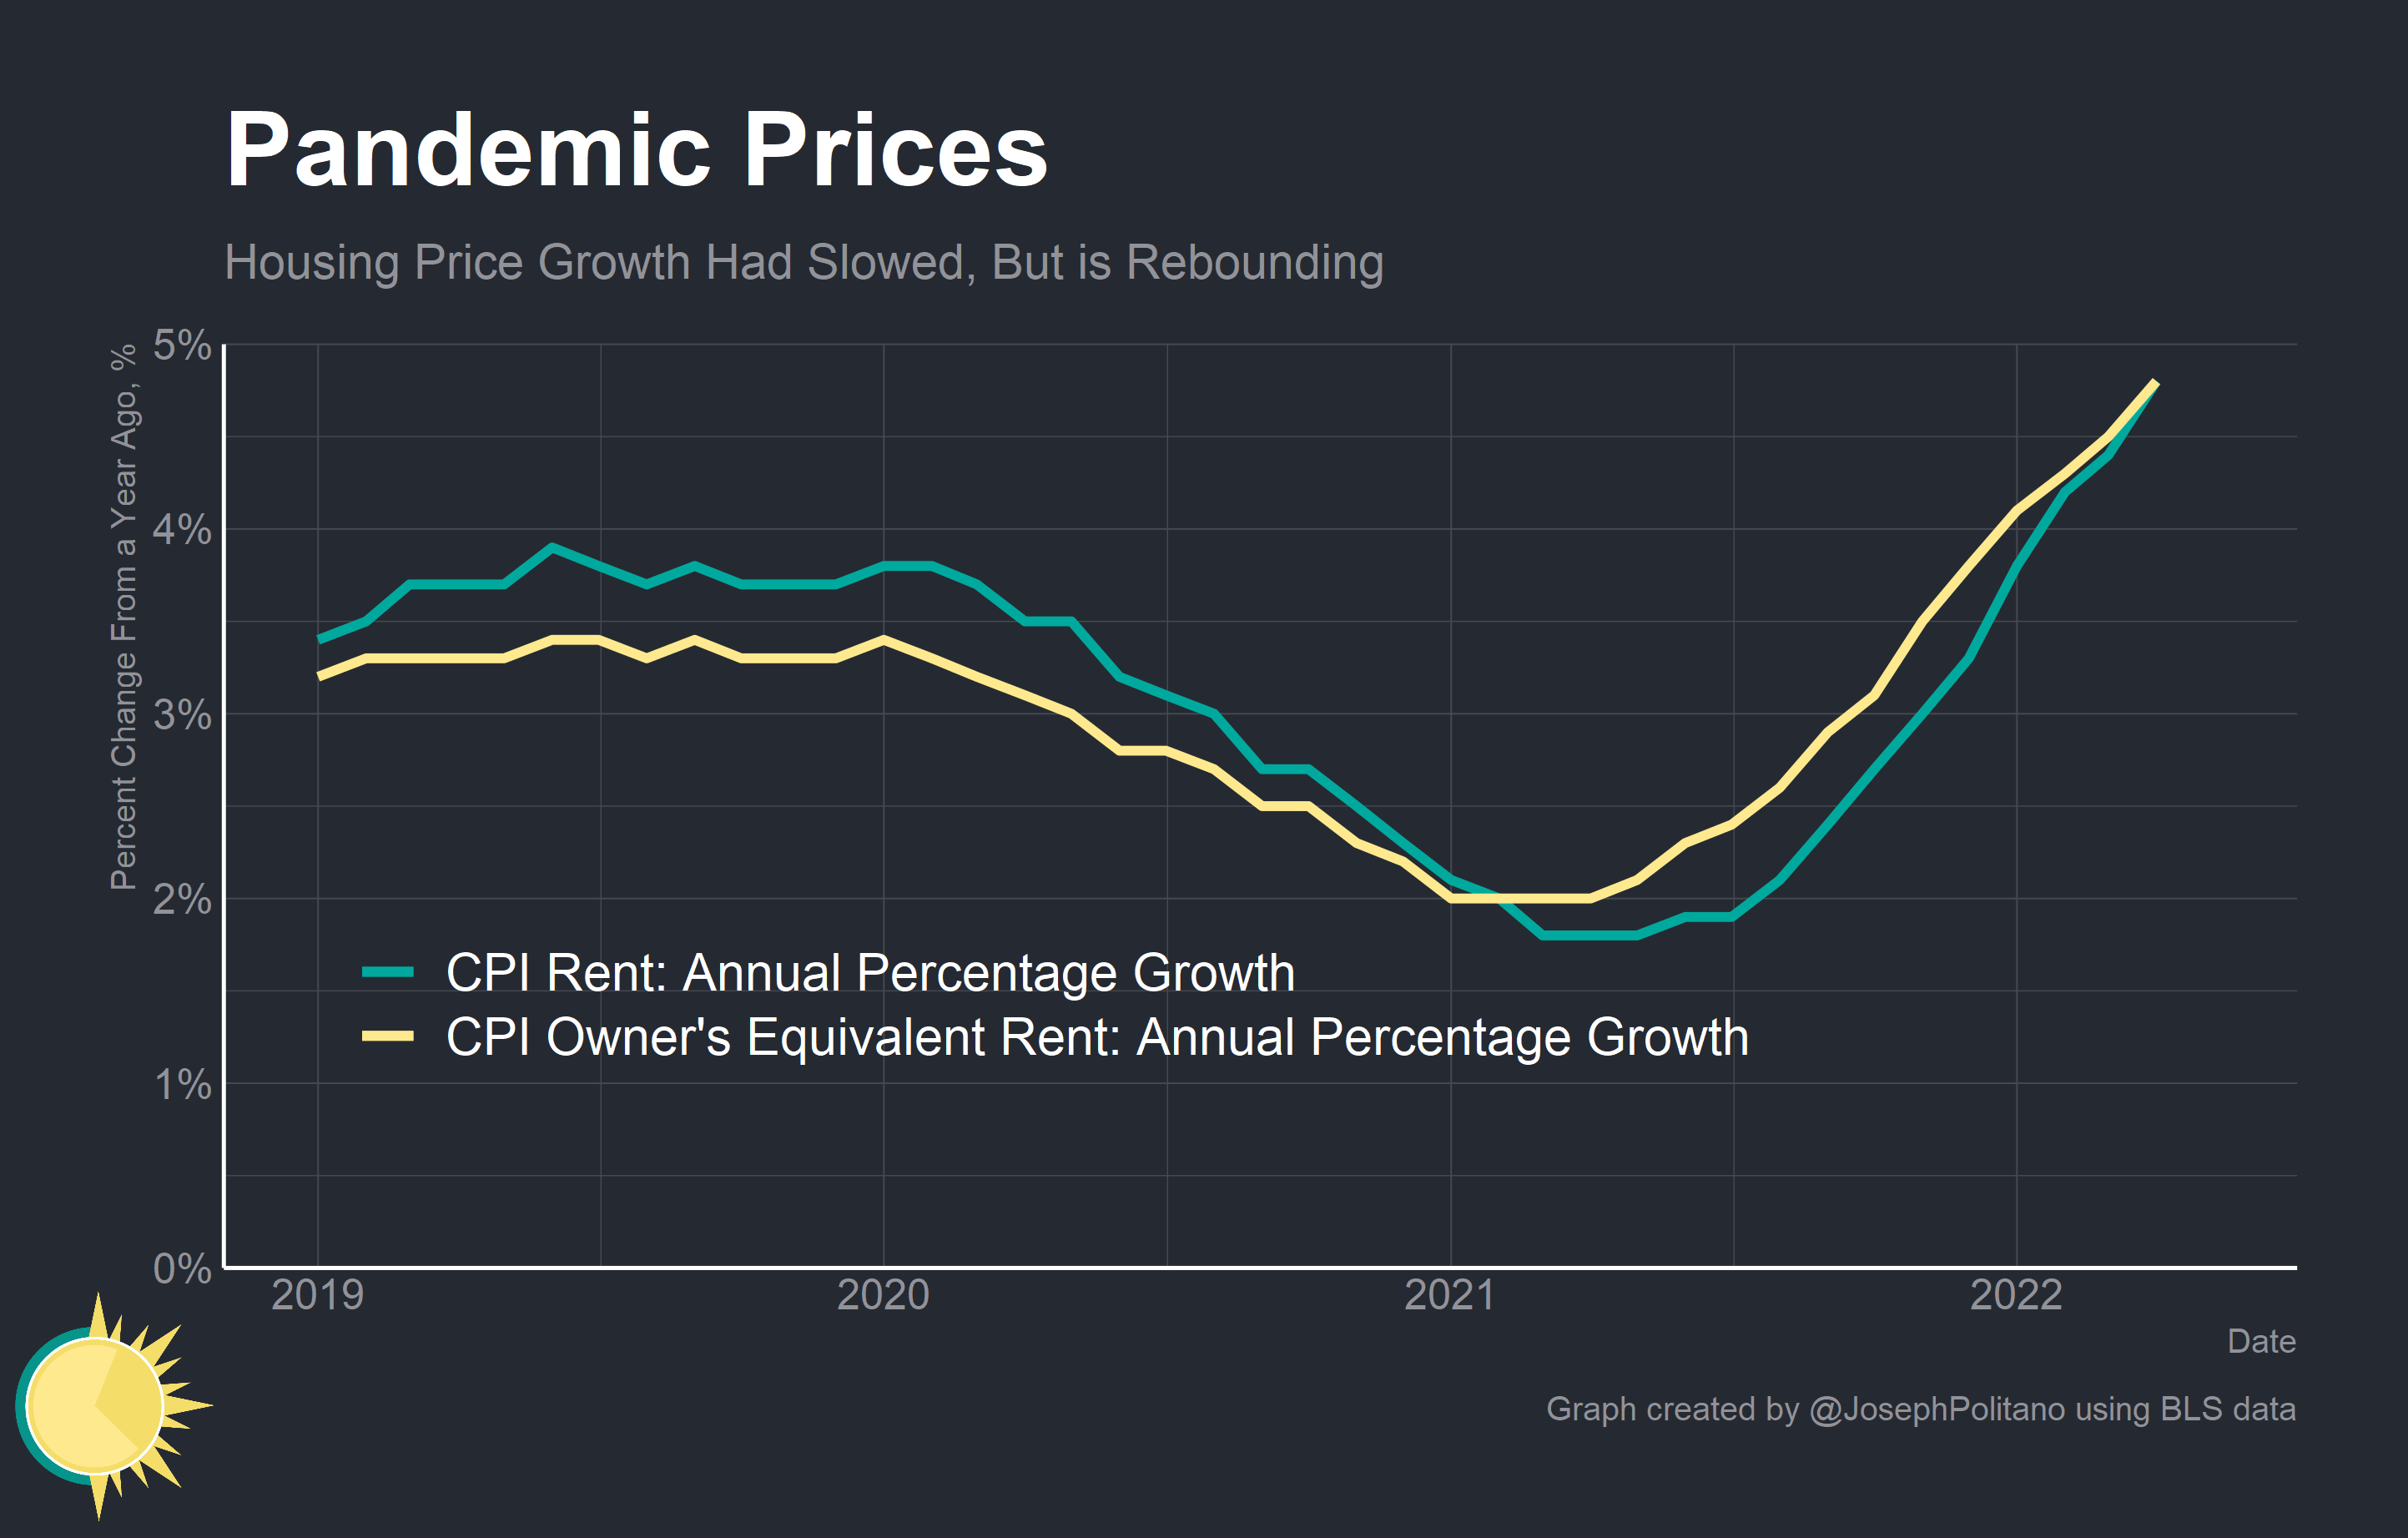 Pandemic Prices
Housing Price Growth Had Slowed, But is Rebounding
Percent Change From a Year Ago, %
5%
4%
3%
2%
1%
0%
CPI Rent: Annual Percentage Growth
CPI Owner's Equivalent Rent: Annual Percentage Growth
2019 2020 2021 2022
Date
Graph created by @JosephPolitano using BLS data